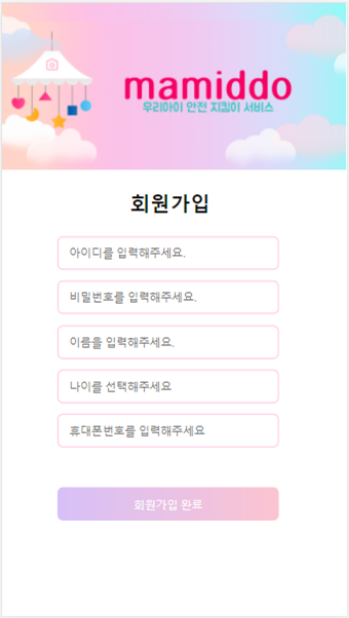 mamiddo
우리아이 안전 지킴이 서비스
회원가입
아이디를 입력해주세요.
비밀번호를 입력해주세요.
이름을 입력해주세요.
나이를 선택해주세요
휴대폰번호를 입력해주세요
회원가입 완료